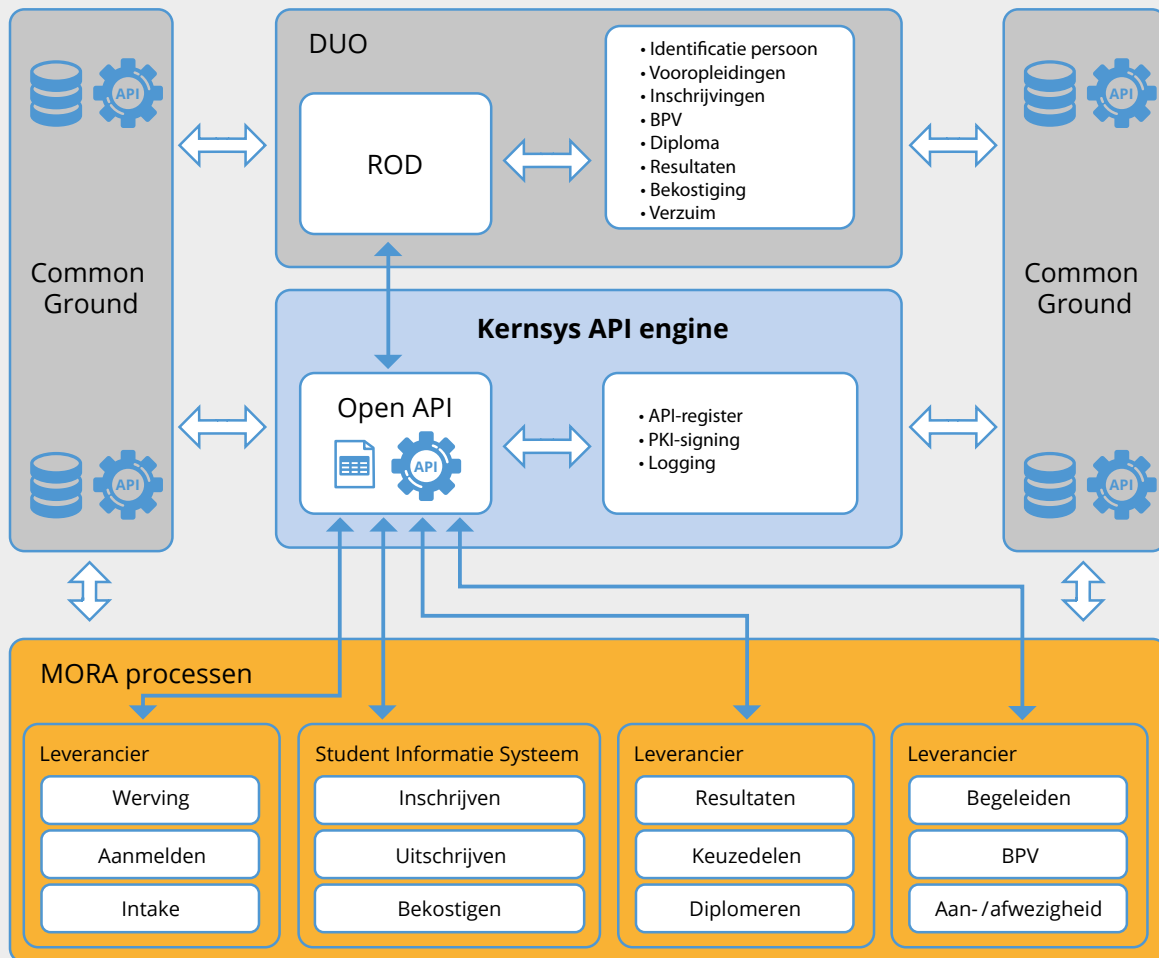 DUO
ROD
• Identificatie persoon
• Vooropleidingen
• Inschrijvingen
• BPV
• Diploma
• Resultaten
• Bekostiging
• Verzuim
API
API
Common
Ground
API
Common
Ground
API
Kernsys API engine
Open API
API
• API-register
• PKI-signing
• Logging
MORA processen
Leverancier
Werving
Aanmelden
Intake
Student Informatie Systeem
Inschrijven
Uitschrijven
Bekostigen
Leverancier
Resultaten
Keuzedelen
Diplomeren
Leverancier
Begeleiden
BPV
Aan- /afwezigheid